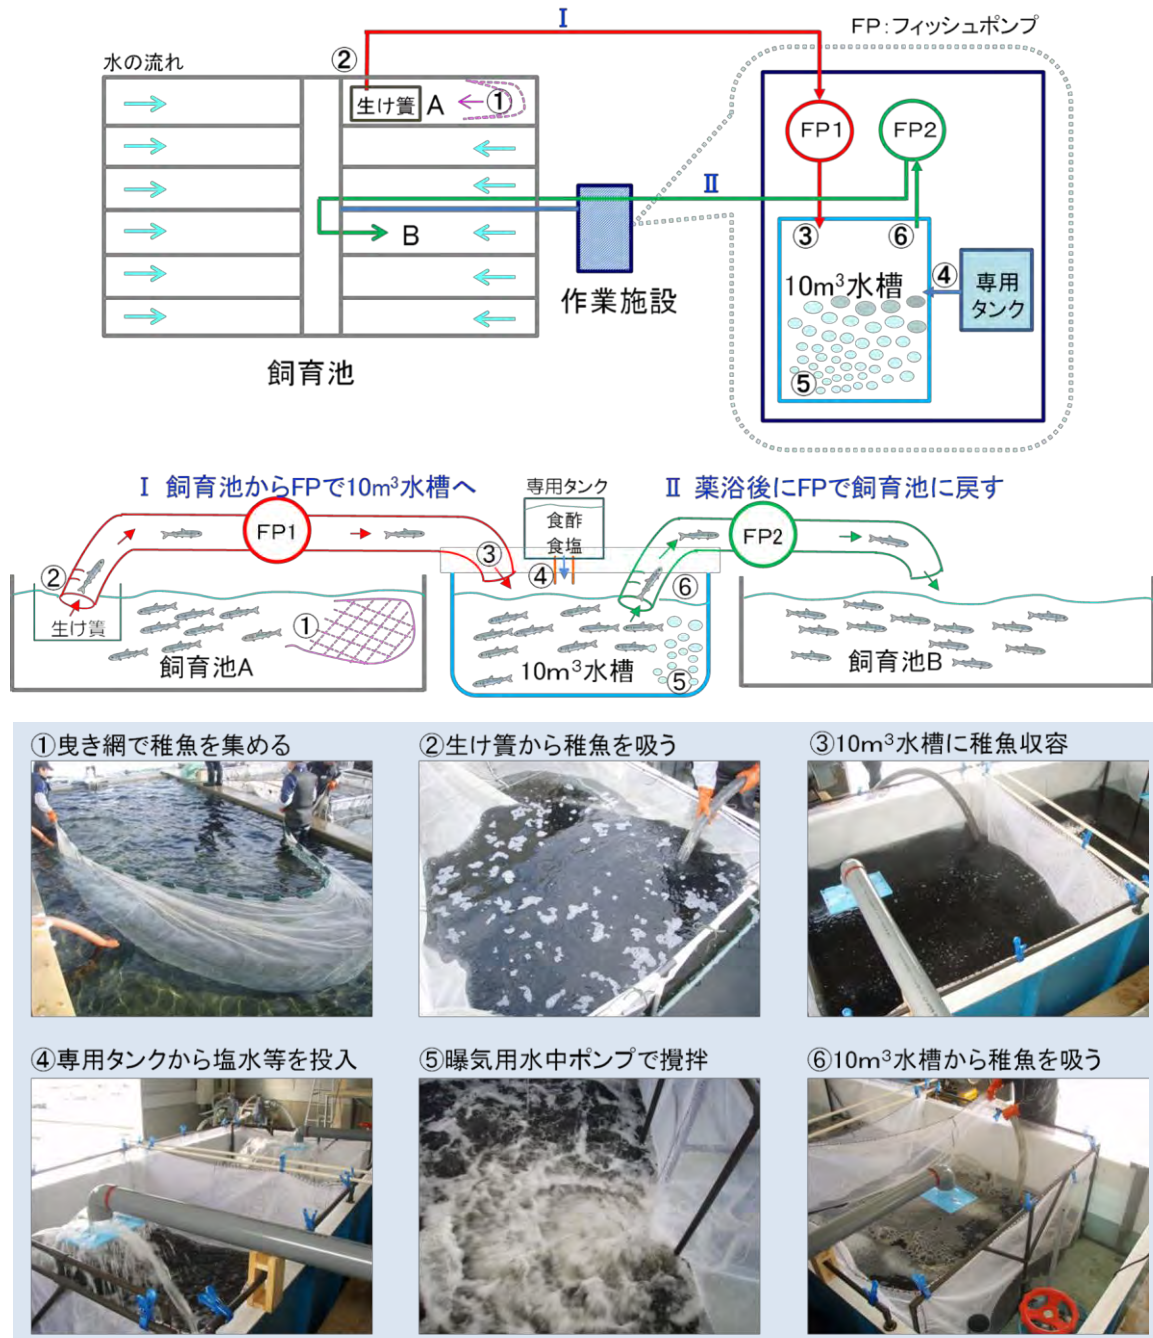 Ⅰ
FP：フィッシュポンプ
水の流れ
②
生け簀 A ①
FP1 FP2
Ⅱ
B
③ ⑥
④
10m³水槽
専用
タンク
⑤
作業施設
飼育池
Ⅰ 飼育池からFPで10m³水槽へ
専用タンク
Ⅱ 薬浴後にFPで飼育池に戻す
食酢
食塩
FP1
FP2
②
③
④
⑥
生け簀
①
飼育池A
10m³水槽
⑤
飼育池B
①曳き網で稚魚を集める
②生け簀から稚魚を吸う
③10m³水槽に稚魚収容
④専用タンクから塩水等を投入
⑤曝気用水中ポンプで攪拌
⑥10m³水槽から稚魚を吸う